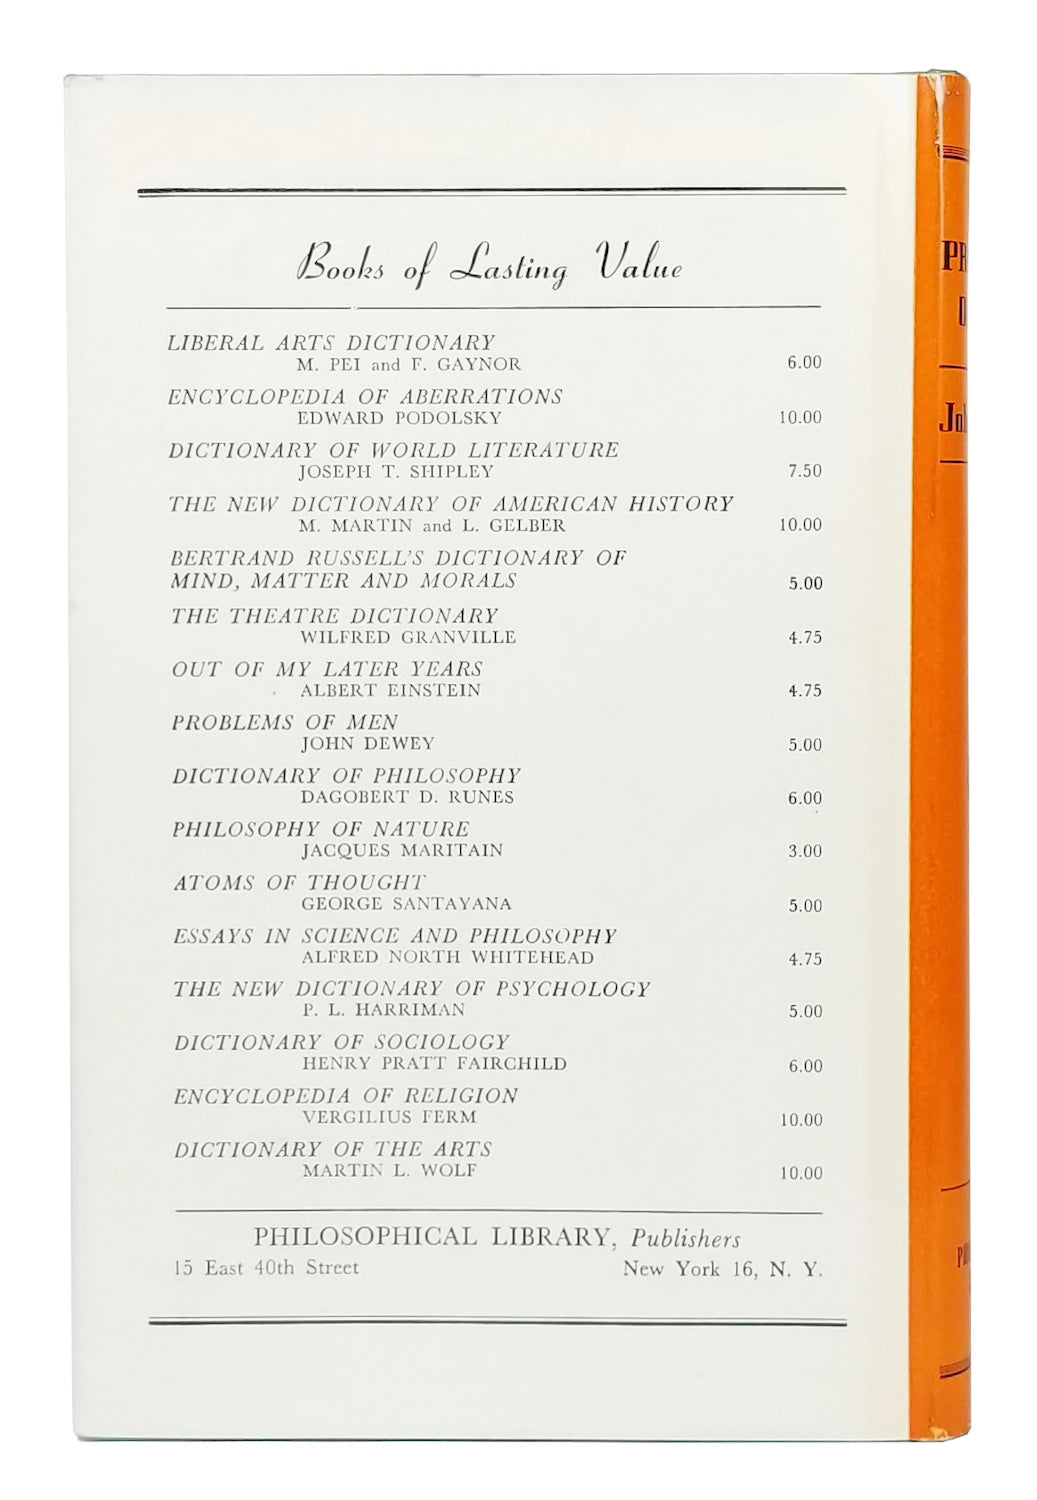 Books of Lasting Value
LIBERAL ARTS DICTIONARY
M. PEI and F. GAYNOR 6.00
ENCYCLOPEDIA OF ABERRATIONS
EDWARD PODOLSKY 10.00
DICTIONARY OF WORLD LITERATURE
JOSEPH T. SHIPLEY 7.50
THE NEW DICTIONARY OF AMERICAN HISTORY
M. MARTIN and L. GELBER 10.00
BERTRAND RUSSELL'S DICTIONARY OF
MIND, MATTER AND MORALS 5.00
THE THEATRE DICTIONARY
WILFRED GRANVILLE 4.75
OUT OF MY LATER YEARS
ALBERT EINSTEIN 4.75
PROBLEMS OF MEN
JOHN DEWEY 5.00
DICTIONARY OF PHILOSOPHY
DAGOBERT D. RUNES 6.00
PHILOSOPHY OF NATURE
JACQUES MARITAIN 3.00
ATOMS OF THOUGHT
GEORGE SANTAYANA 5.00
ESSAYS IN SCIENCE AND PHILOSOPHY
ALFRED NORTH WHITEHEAD 4.75
THE NEW DICTIONARY OF PSYCHOLOGY
P. L. HARRIMAN 5.00
DICTIONARY OF SOCIOLOGY
HENRY PRATT FAIRCHILD 6.00
ENCYCLOPEDIA OF RELIGION
VERGILIUS FERM 10.00
DICTIONARY OF THE ARTS
MARTIN L. WOLF 10.00
PHILOSOPHICAL LIBRARY, Publishers
15 East 40th Street New York 16, N. Y.